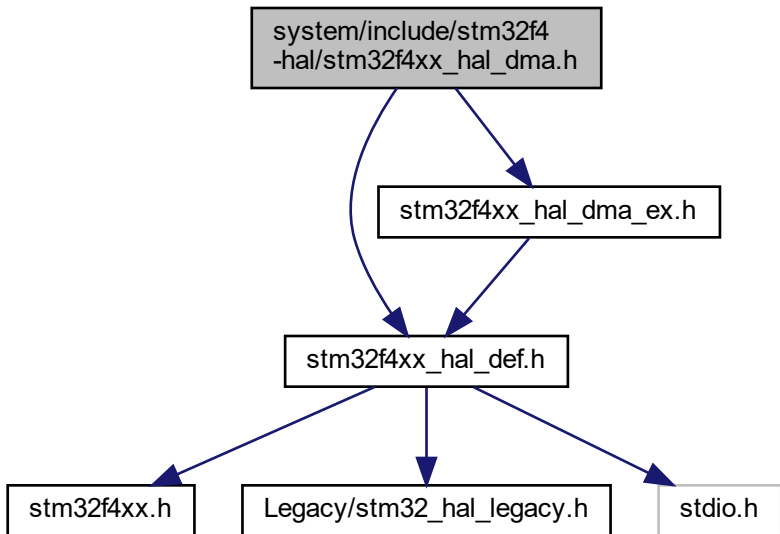 system/include/stm32f4
-hal/stm32f4xx_hal_dma.h
stm32f4xx_hal_dma_ex.h
stm32f4xx_hal_def.h
stm32f4xx.h
Legacy/stm32_hal_legacy.h
stdio.h